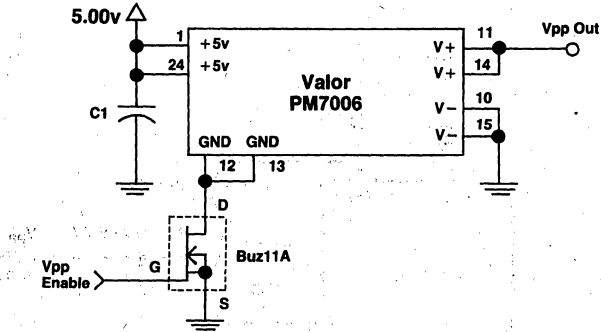 5.00v
1
+5v
24
+5v
C1
Valor
PM7006
GND
GND
12
13
V+
11
V+
14
V−
10
V−
15
Vpp Out
D
Buz11A
G
S
Vpp
Enable